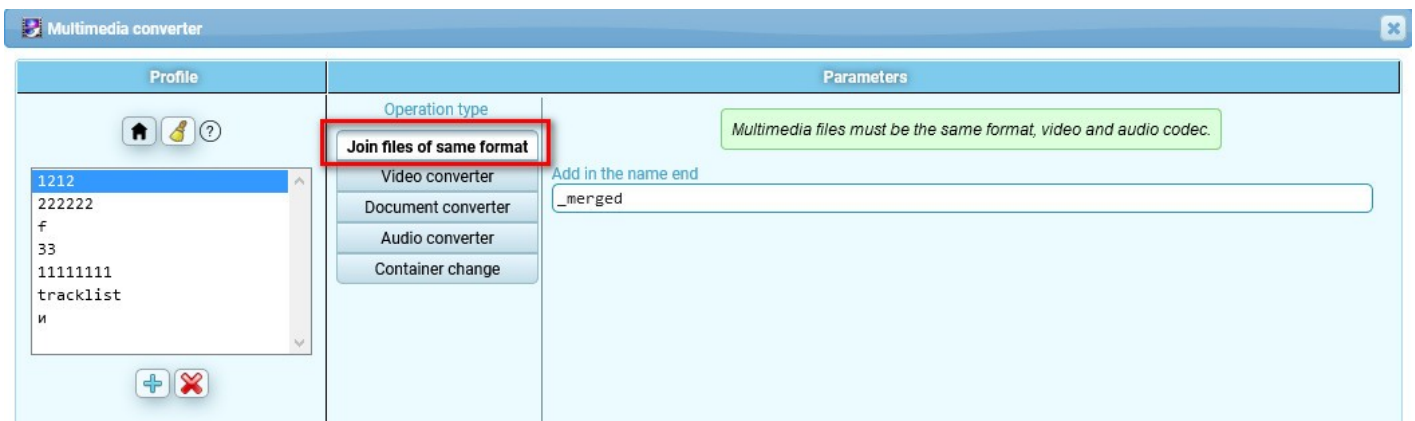 Multimedia converter
Profile
Parameters
?
1212
222222
f
33
11111111
tracklist
и
Operation type
Join files of same format
Video converter
Document converter
Audio converter
Container change
Multimedia files must be the same format, video and audio codec.
Add in the name end
_merged